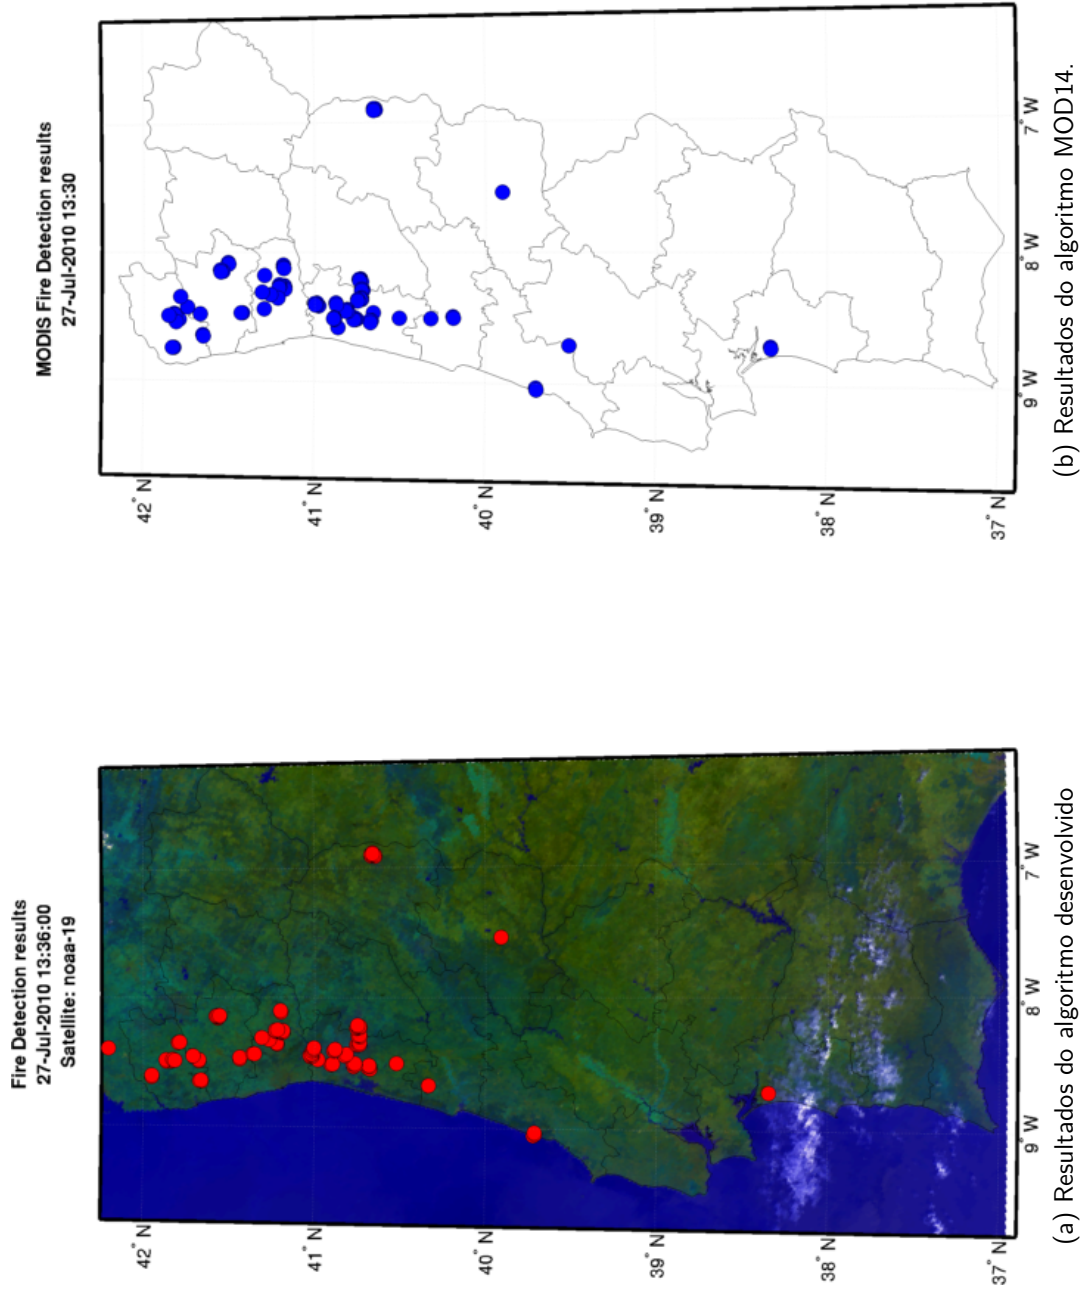 Fire Detection results
27-Jul-2010 13:36:00
Satellite: noaa-19
42° N
41° N
40° N
39° N
38° N
37° N
9° W
8° W
7° W
(a) Resultados do algoritmo desenvolvido
MODIS Fire Detection results
27-Jul-2010 13:30
42° N
41° N
40° N
39° N
38° N
37° N
9° W
8° W
7° W
(b) Resultados do algoritmo MOD14.